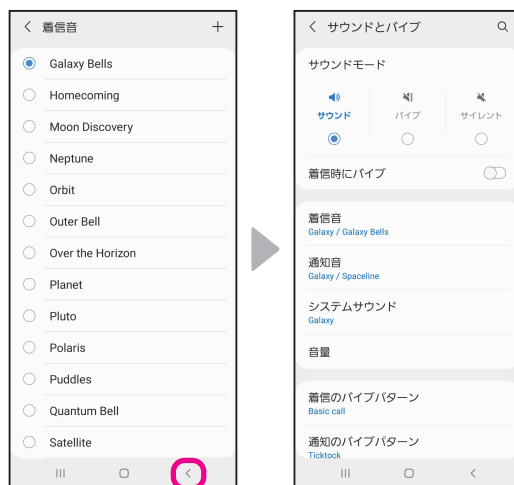 着信音
Galaxy Bells
Homecoming
Moon Discovery
Neptune
Orbit
Outer Bell
Over the Horizon
Planet
Pluto
Polaris
Puddles
Quantum Bell
Satellite
サウンドとバイブ
サウンドモード
サウンド バイブ サイレント
着信時にバイブ
着信音
Galaxy / Galaxy Bells
通知音
Galaxy / Spaceline
システムサウンド
Galaxy
音量
着信のバイブパターン
Basic call
通知のバイブパターン
Ticktock